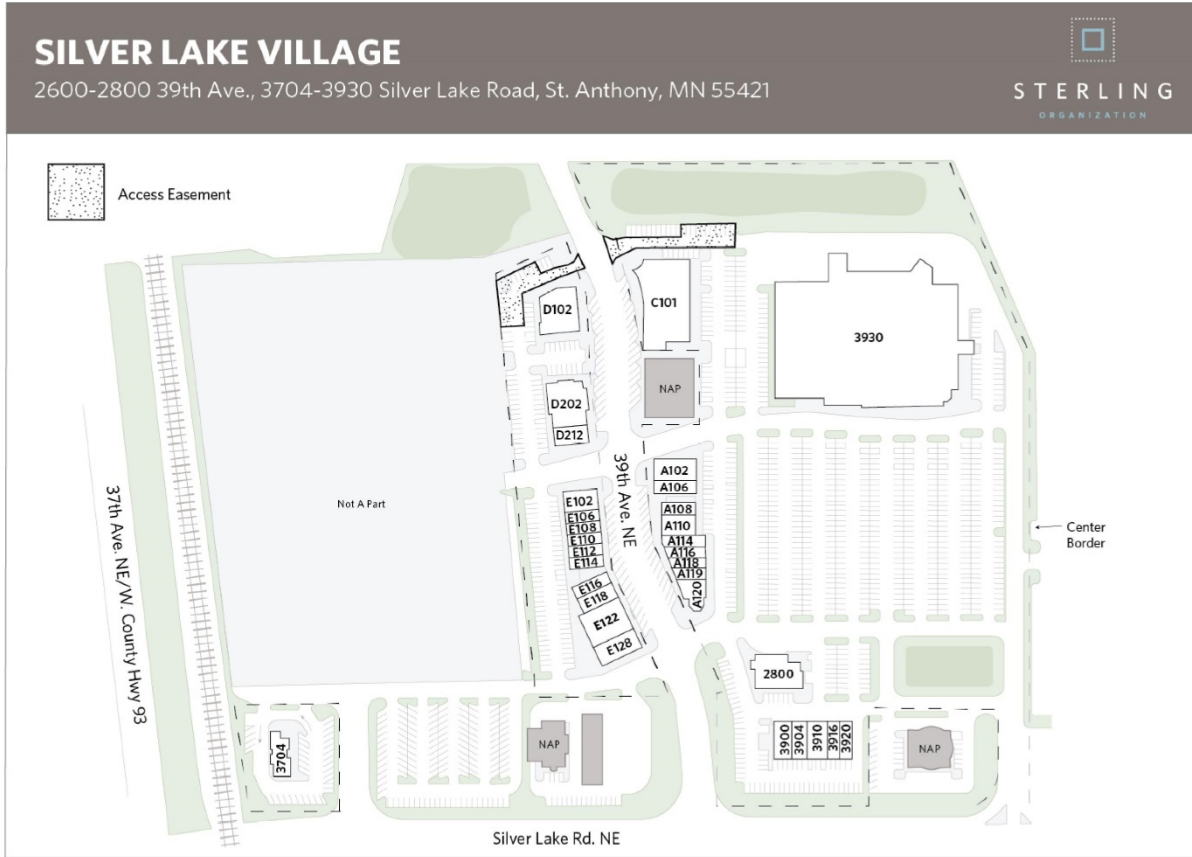 SILVER LAKE VILLAGE
2600-2800 39th Ave., 3704-3930 Silver Lake Road, St. Anthony, MN 55421
STERLING
ORGANIZATION
Access Easement
D102
C101
3930
NAP
D202
D212
39th Ave. NE
A102
A106
Not A Part
E102
E106
E108
E110
E112
E114
A108
A110
A114
A116
A118
A119
A120
Center
Border
37th Ave. NE/W. County Hwy 93
E116
E118
E122
E128
2800
3704
NAP
3900
3904
3910
3916
3920
NAP
Silver Lake Rd. NE